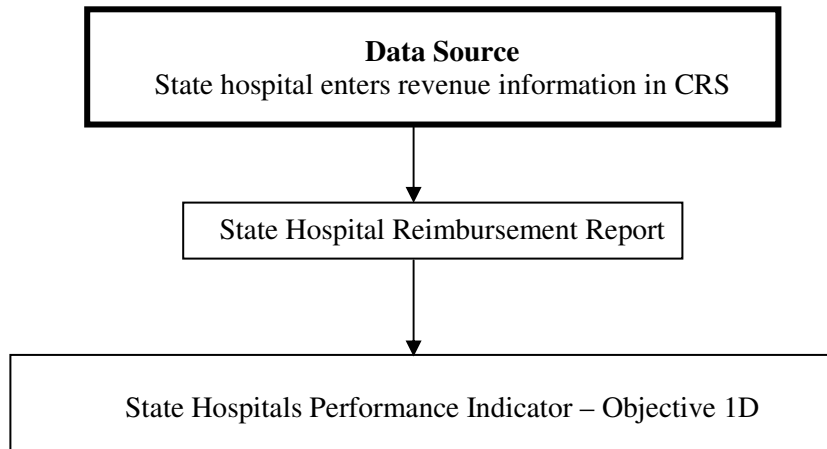 Data Source
State hospital enters revenue information in CRS
State Hospital Reimbursement Report
State Hospitals Performance Indicator – Objective 1D